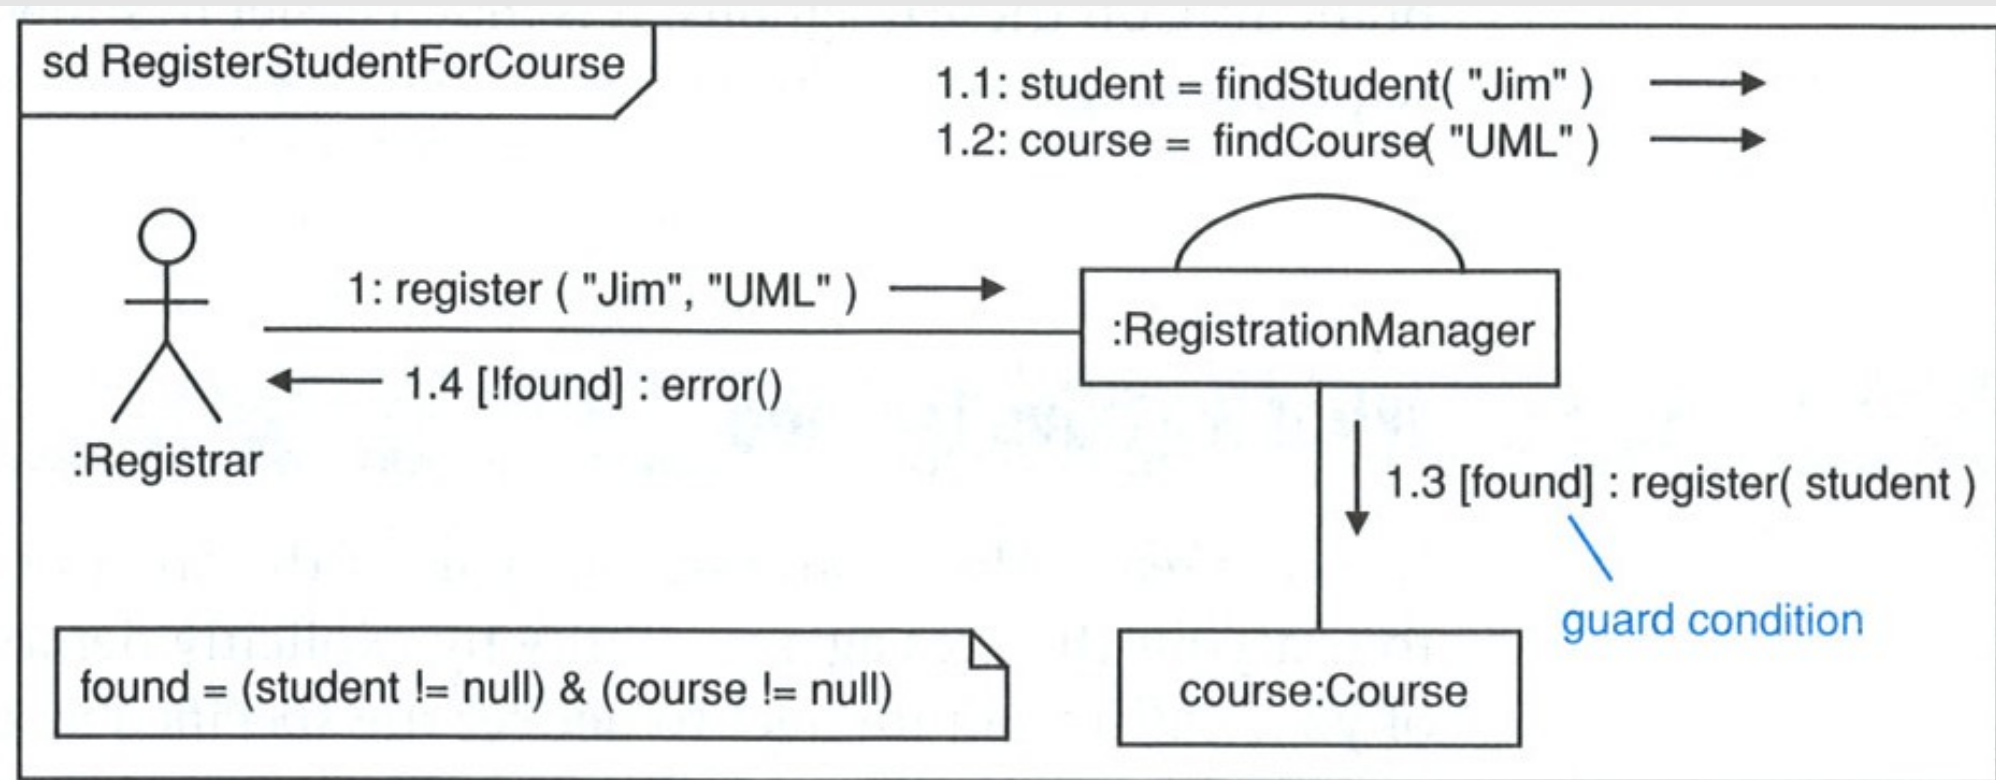 sd RegisterStudentForCourse
1.1: student = findStudent( "Jim" )
1.2: course = findCourse( "UML" )
1: register ( "Jim", "UML" )
:RegistrationManager
1.4 [!found] : error()
:Registrar
1.3 [found] : register( student )
guard condition
found = (student != null) & (course != null)
course:Course